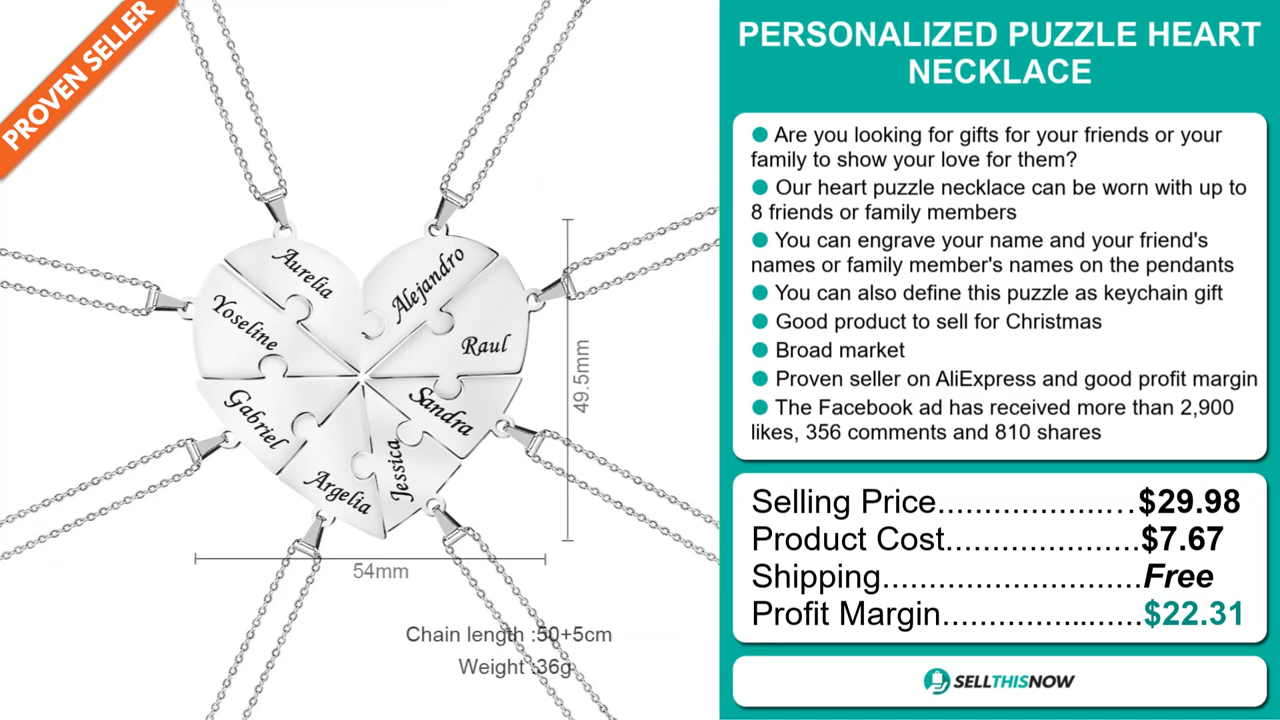 PROVEN SELLER
Aurelia
Alejandro
Yoseline
Raul
Gabriel
Sandra
Argelia
Jessica
49.5mm
54mm
Chain length :50+5cm
Weight :36g
PERSONALIZED PUZZLE HEART
NECKLACE
● Are you looking for gifts for your friends or your
family to show your love for them?
● Our heart puzzle necklace can be worn with up to
8 friends or family members
● You can engrave your name and your friend's
names or family member's names on the pendants
● You can also define this puzzle as keychain gift
● Good product to sell for Christmas
● Broad market
● Proven seller on AliExpress and good profit margin
● The Facebook ad has received more than 2,900
likes, 356 comments and 810 shares
Selling Price........................$29.98
Product Cost.....................$7.67
Shipping............................Free
Profit Margin......................$22.31
SELLTHISNOW